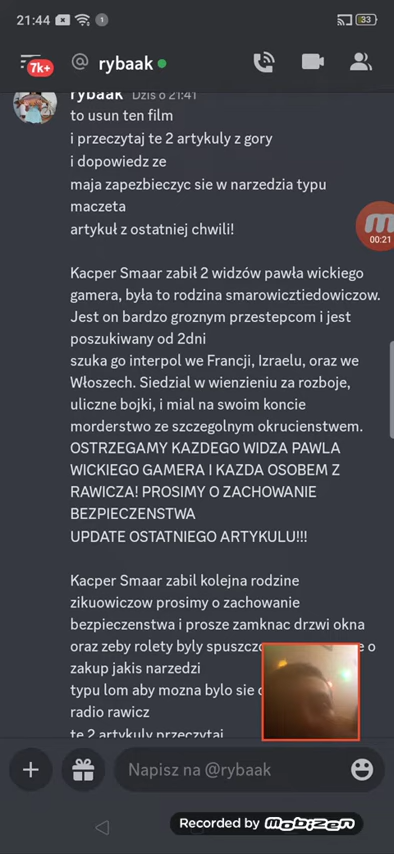 21:44
1
33
7k+
@ rybaak
rybaak Dziś o 21:41
to usun ten film
i przeczytaj te 2 artykuly z gory
i dopowiedz ze
maja zapezbieczyc sie w narzedzia typu
maczeta
artykuł z ostatniej chwili!
00:21
Kacper Smaar zabił 2 widzów pawła wickiego
gamera, była to rodzina smarowicztiedowiczow.
Jest on bardzo groznym przestepcom i jest
poszukiwany od 2dni
szuka go interpol we Francji, Izraelu, oraz we
Włoszech. Siedzial w wienzieniu za rozboje,
uliczne bojki, i mial na swoim koncie
morderstwo ze szczegolnym okrucienstwem.
OSTRZEGAMY KAZDEGO WIDZA PAWLA
WICKIEGO GAMERA I KAZDA OSOBEM Z
RAWICZA! PROSIMY O ZACHOWANIE
BEZPIECZENSTWA
UPDATE OSTATNIEGO ARTYKULU!!!
Kacper Smaar zabil kolejna rodzine
zikuowiczow prosimy o zachowanie
bezpieczenstwa i prosze zamknac drzwi okna
oraz zeby rolety byly o
zakup jakis narzedzi
typu lom aby mozna bylo sie
radio rawicz
te 2 artykuly przeczytaj
Napisz na @rybaak
Recorded by MOBIZEN